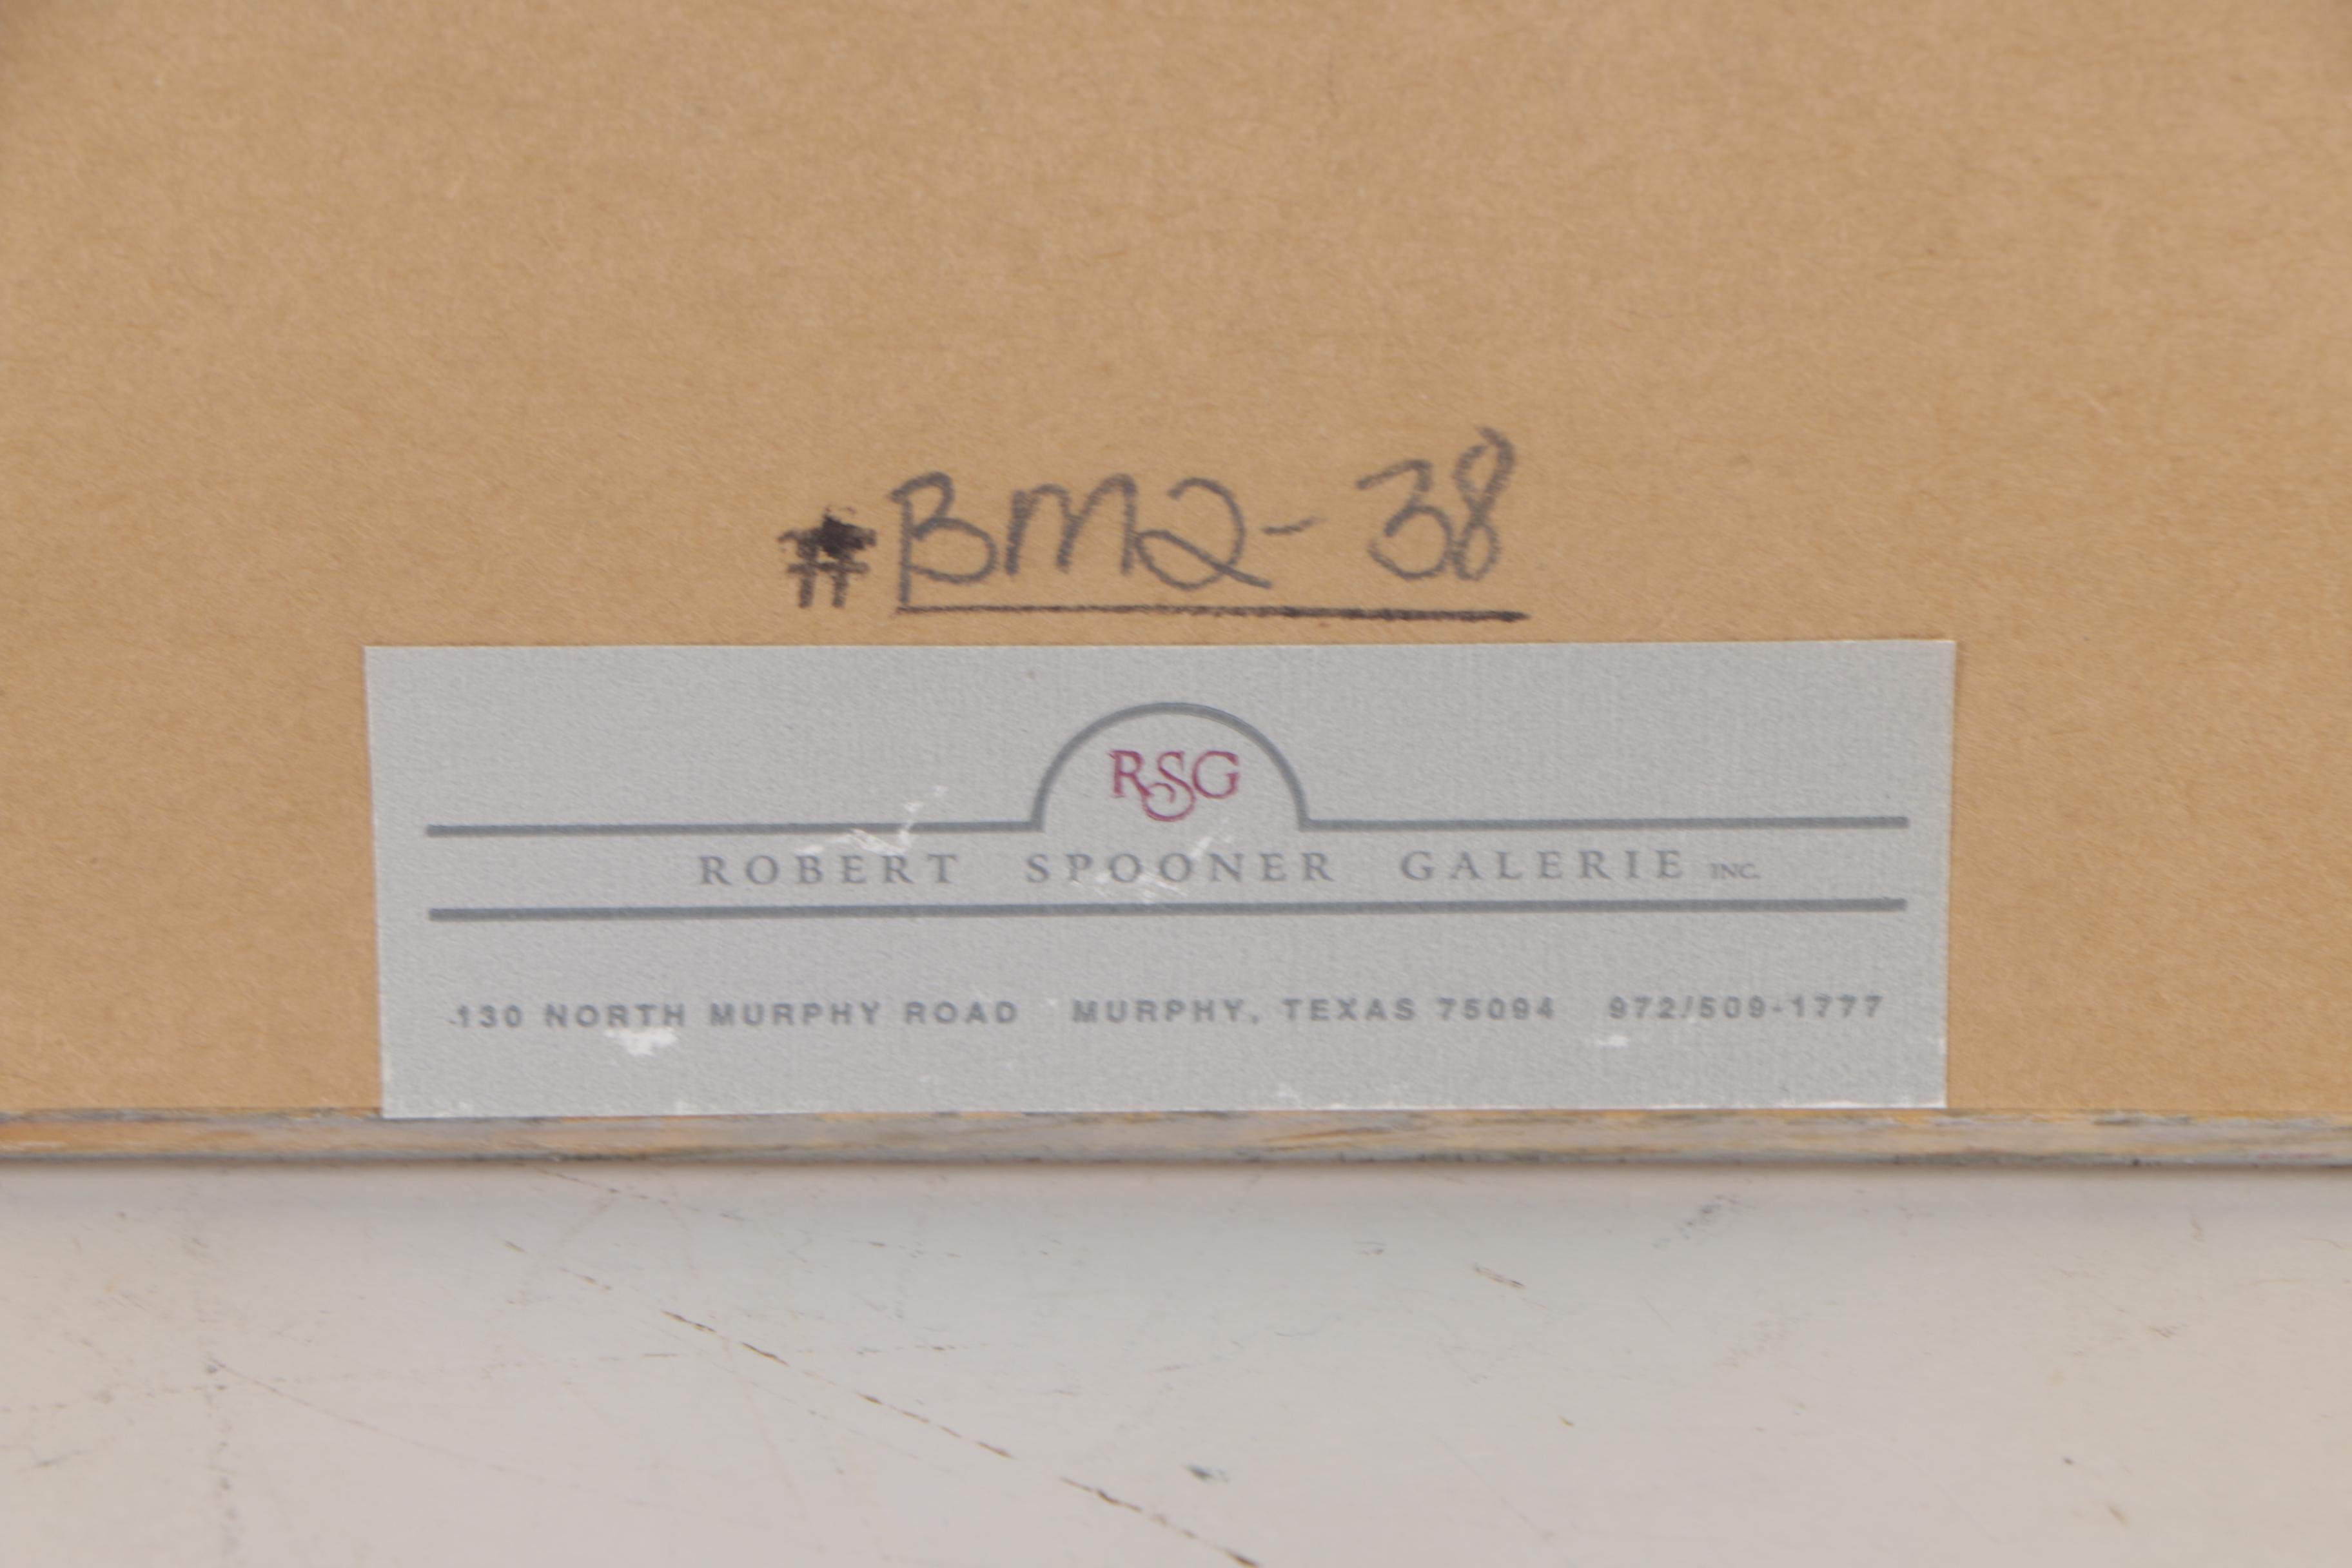 #BM2-38
RSG
ROBERT SPOONER GALERIE INC.
130 NORTH MURPHY ROAD MURPHY, TEXAS 75094 972/509-1777